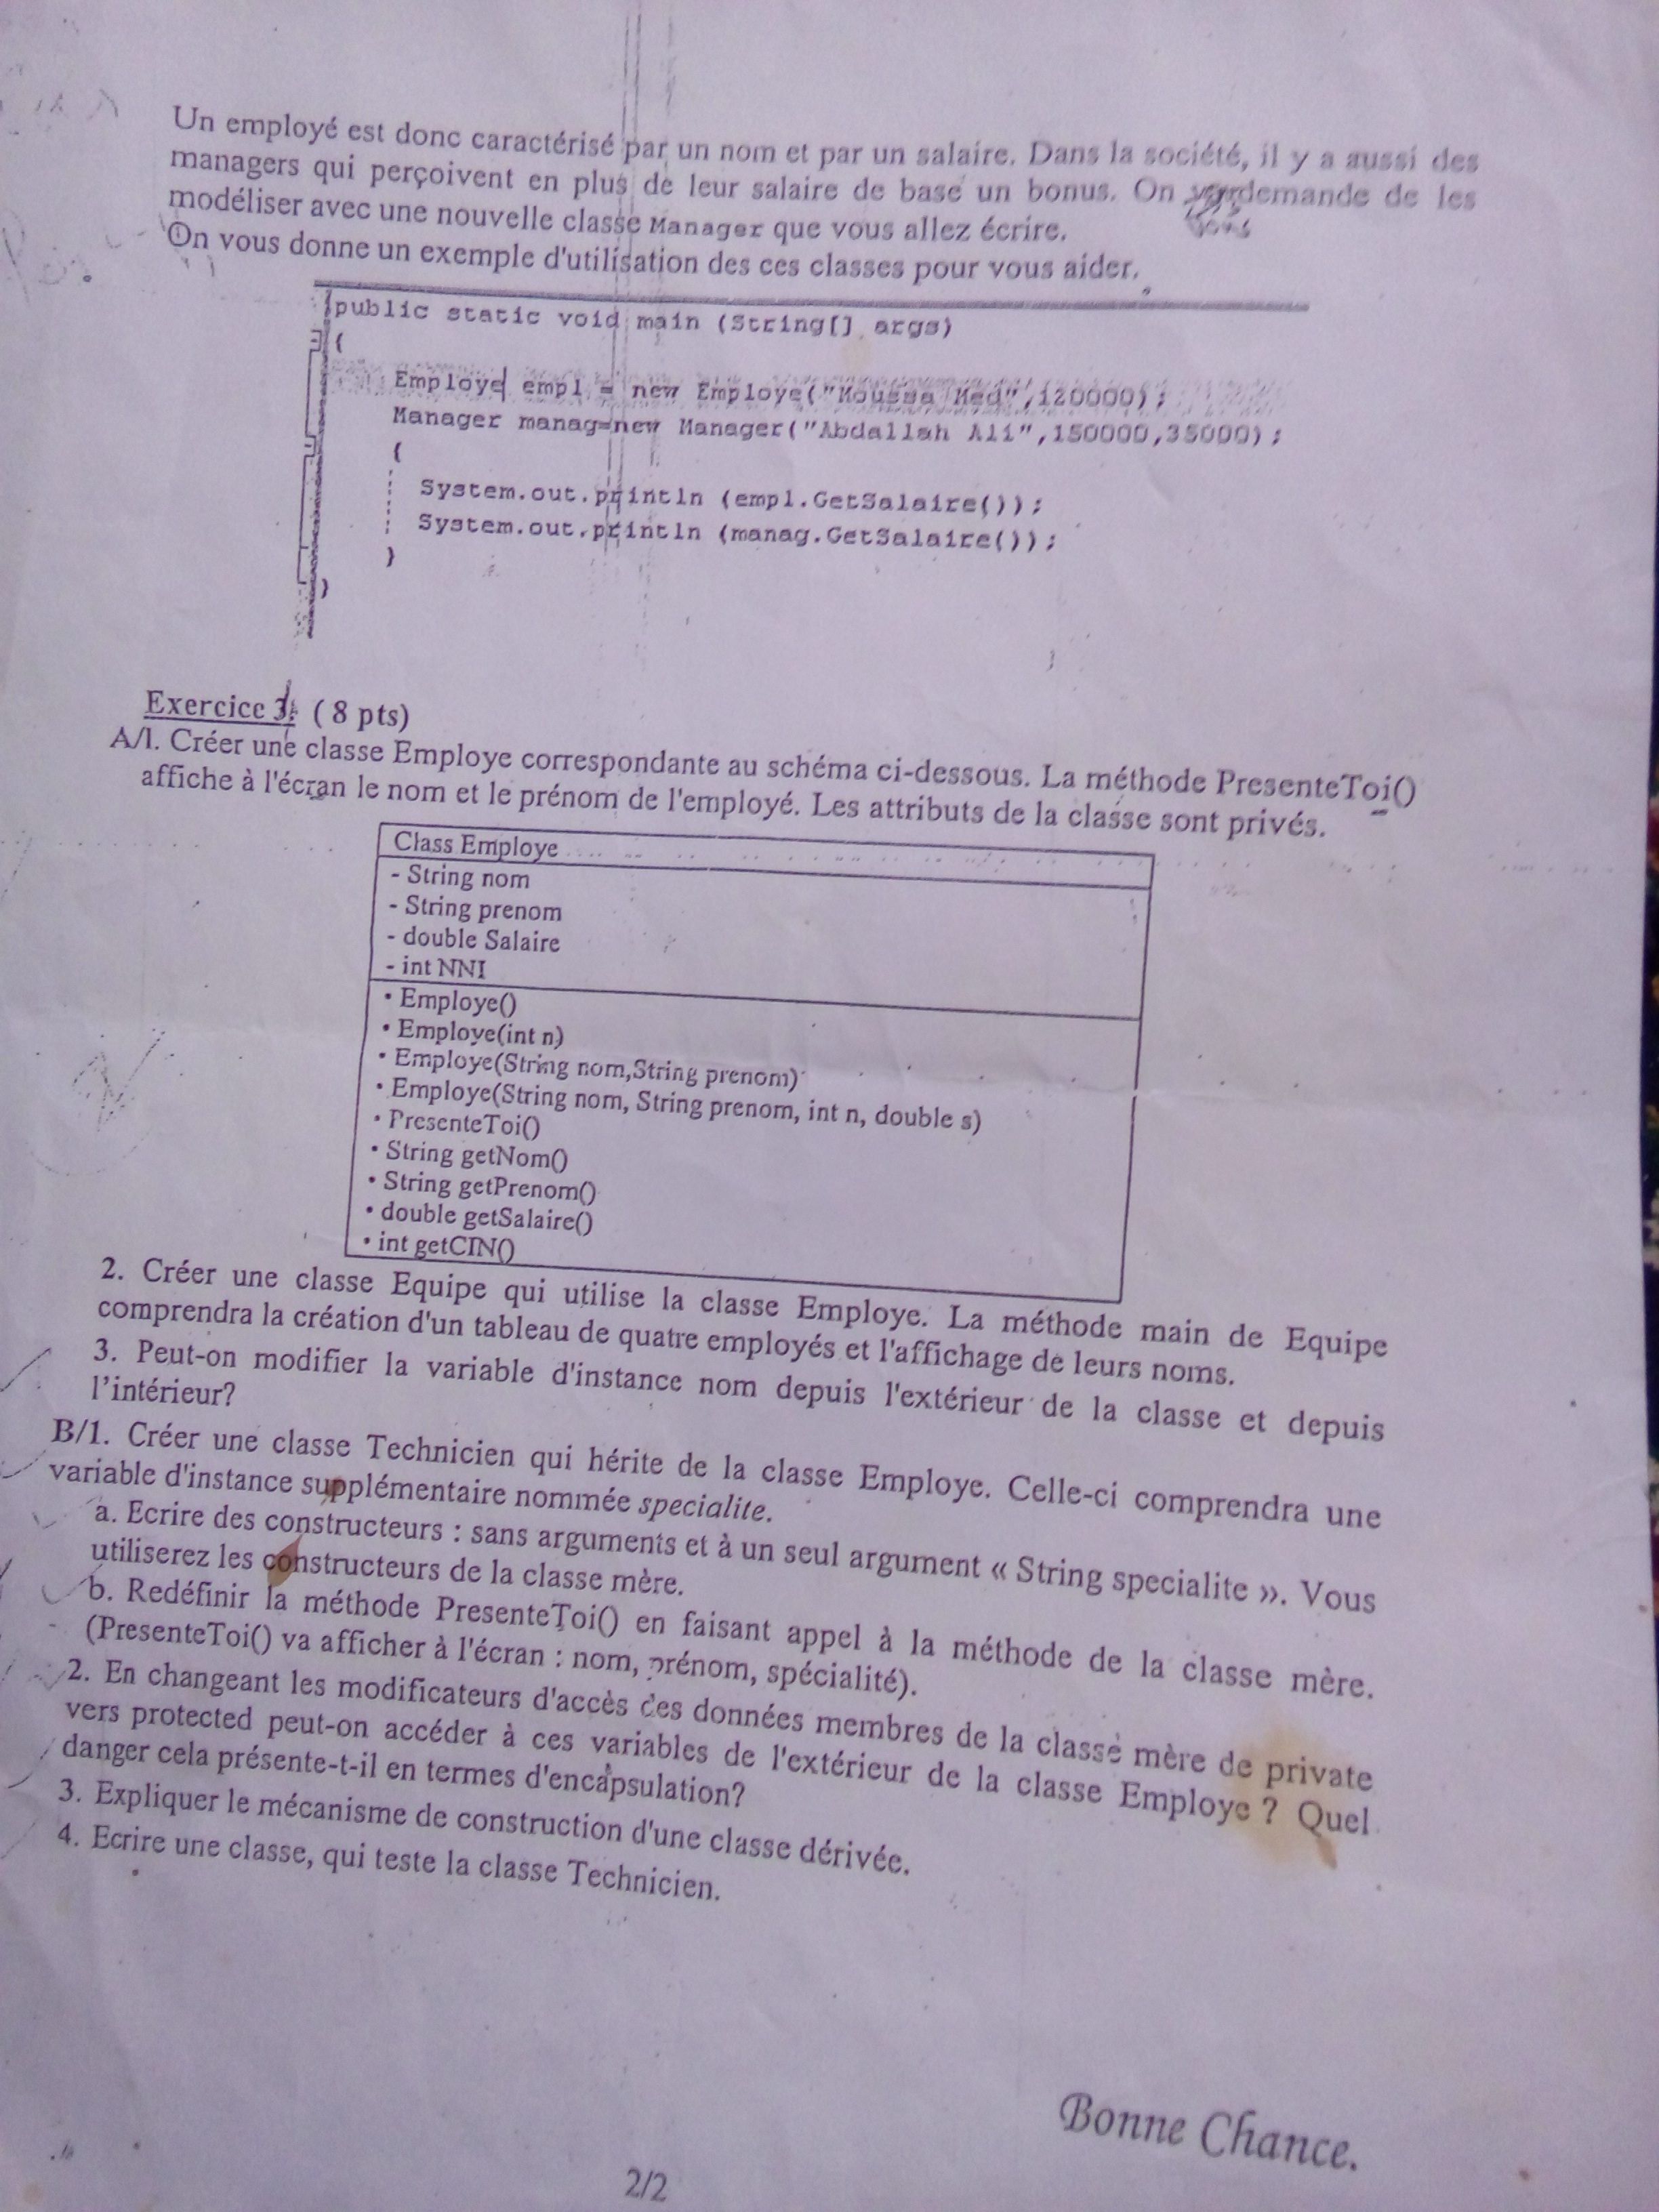 Un employé est donc caractérisé par un nom et par un salaire. Dans la société, il y a aussi des
managers qui perçoivent en plus de leur salaire de base un bonus. On demande de les
modéliser avec une nouvelle classe Manager que vous allez écrire.
On vous donne un exemple d'utilisation des ces classes pour vous aider.
public static void main (String[] args)
{
Employe empl = new Employe("Moussa Med",120000);
Manager manag=new Manager("Abdallah Ali",150000,35000);
{
System.out.println (empl.GetSalaire());
System.out.println (manag.GetSalaire());
}
}
Exercice 3: ( 8 pts)
A/1. Créer une classe Employe correspondante au schéma ci-dessous. La méthode PresenteToi()
affiche à l'écran le nom et le prénom de l'employé. Les attributs de la classe sont privés.
Class Employe
- String nom
- String prenom
- double Salaire
- int NNI
• Employe()
• Employe(int n)
• Employe(String nom,String prenom)
• Employe(String nom, String prenom, int n, double s)
• PresenteToi()
• String getNom()
• String getPrenom()
• double getSalaire()
• int getCIN()
2. Créer une classe Equipe qui utilise la classe Employe. La méthode main de Equipe
comprendra la création d'un tableau de quatre employés et l'affichage de leurs noms.
3. Peut-on modifier la variable d'instance nom depuis l'extérieur de la classe et depuis
l’intérieur?
B/1. Créer une classe Technicien qui hérite de la classe Employe. Celle-ci comprendra une
variable d'instance supplémentaire nommée specialite.
a. Ecrire des constructeurs : sans arguments et à un seul argument « String specialite ». Vous
utiliserez les constructeurs de la classe mère.
b. Redéfinir la méthode PresenteToi() en faisant appel à la méthode de la classe mère.
(PresenteToi() va afficher à l'écran : nom, prénom, spécialité).
2. En changeant les modificateurs d'accès des données membres de la classe mère de private
vers protected peut-on accéder à ces variables de l'extérieur de la classe Employe ? Quel
danger cela présente-t-il en termes d'encapsulation?
3. Expliquer le mécanisme de construction d'une classe dérivée.
4. Ecrire une classe, qui teste la classe Technicien.
Bonne Chance.
2/2